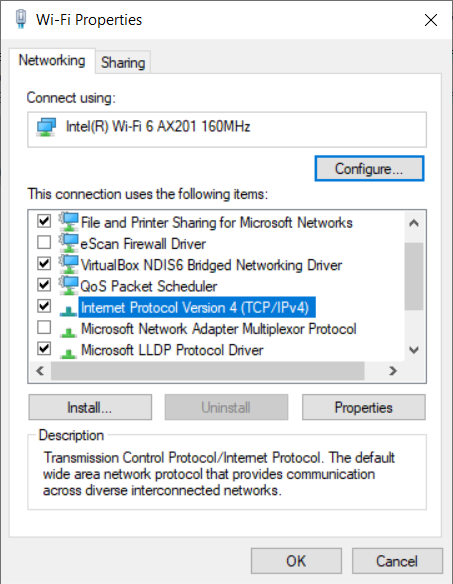 Wi-Fi Properties
Networking
Sharing
Connect using:
Intel(R) Wi-Fi 6 AX201 160MHz
Configure...
This connection uses the following items:
File and Printer Sharing for Microsoft Networks
eScan Firewall Driver
VirtualBox NDIS6 Bridged Networking Driver
QoS Packet Scheduler
Internet Protocol Version 4 (TCP/IPv4)
Microsoft Network Adapter Multiplexor Protocol
Microsoft LLDP Protocol Driver
Install...
Uninstall
Properties
Description
Transmission Control Protocol/Internet Protocol. The default
wide area network protocol that provides communication
across diverse interconnected networks.
OK
Cancel